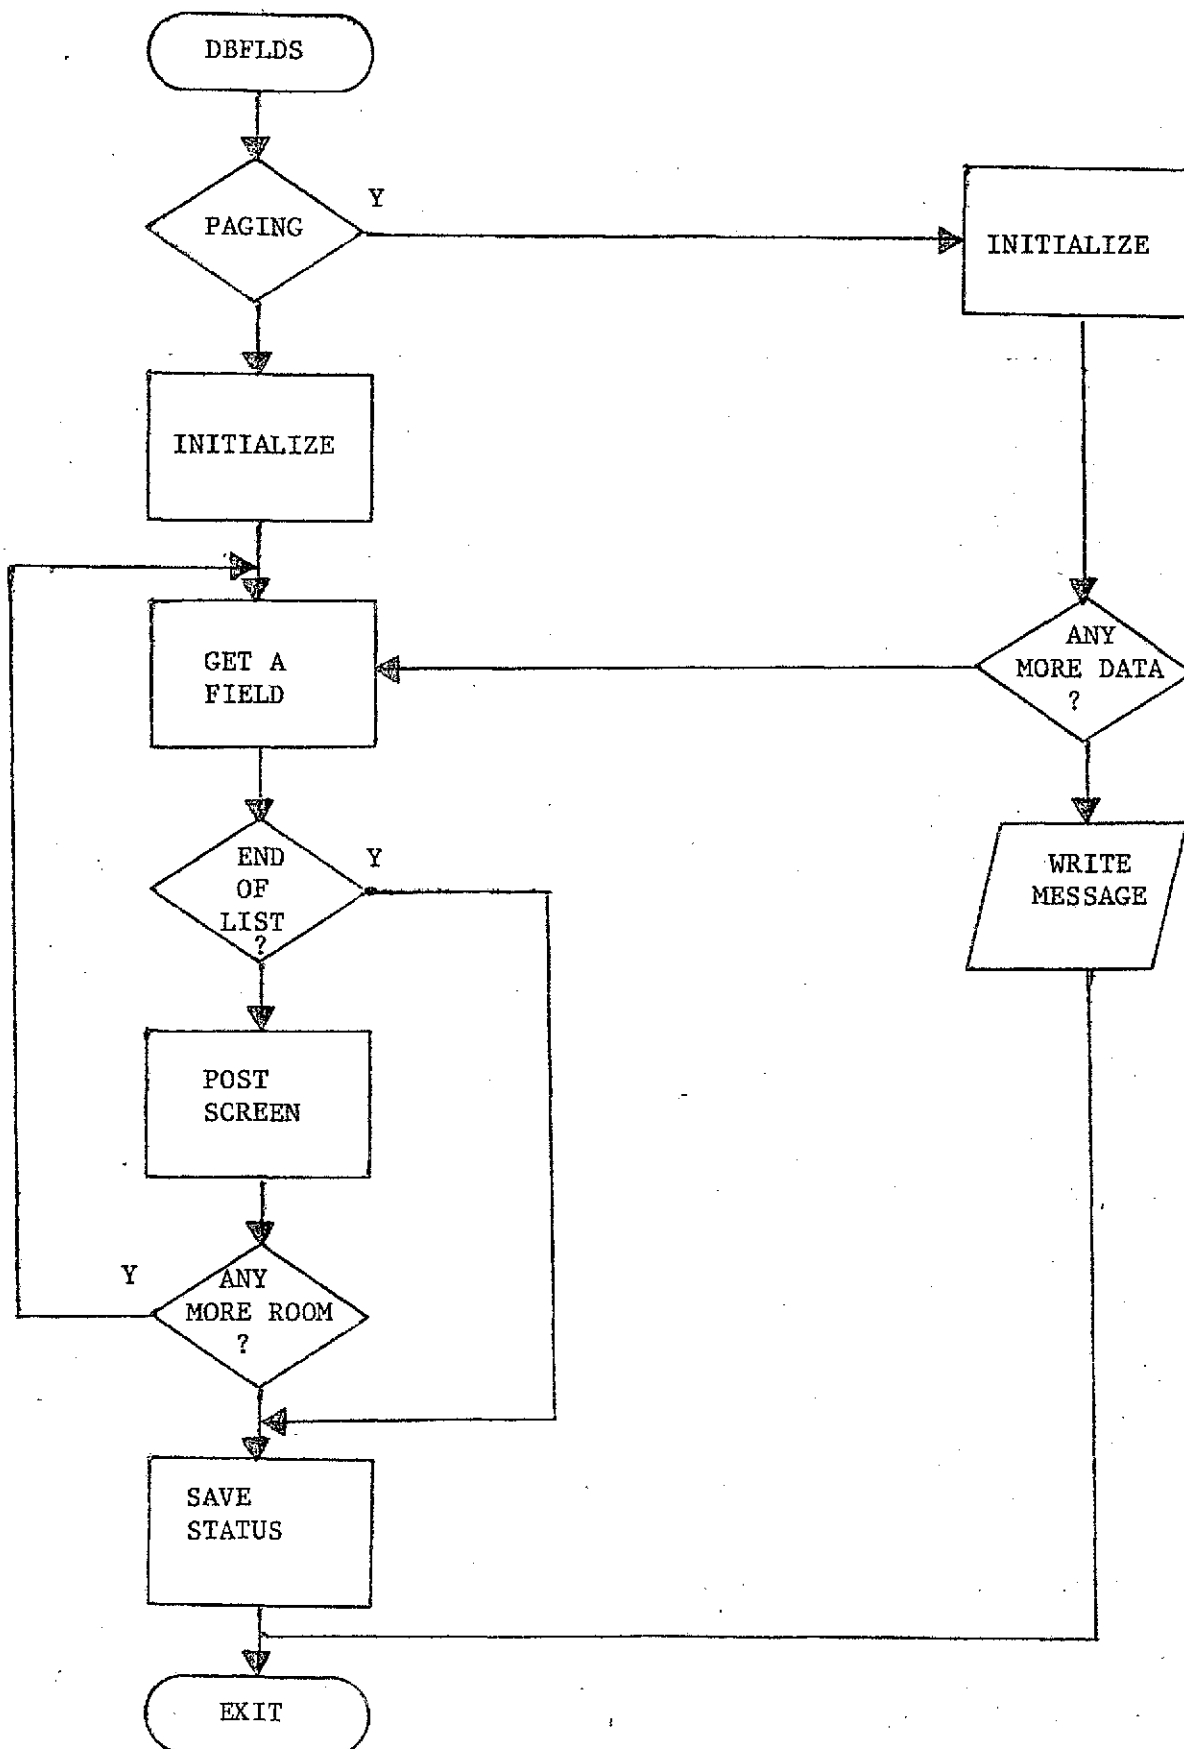 DBFLDS
PAGING
Y
INITIALIZE
INITIALIZE
GET A
FIELD
ANY
MORE DATA
?
END
OF
LIST
?
Y
WRITE
MESSAGE
POST
SCREEN
Y
ANY
MORE ROOM
?
SAVE
STATUS
EXIT